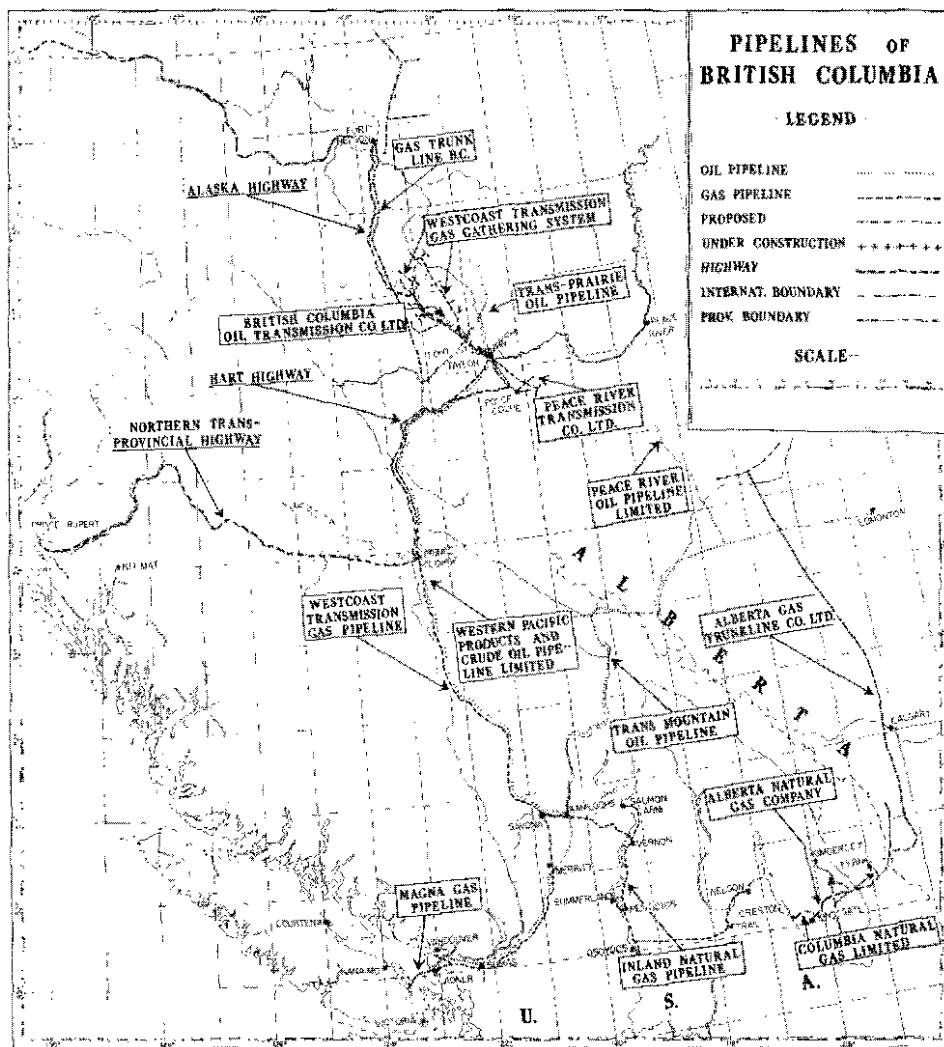 PIPELINES OF
BRITISH COLUMBIA
LEGEND
OIL PIPELINE
GAS PIPELINE
PROPOSED
UNDER CONSTRUCTION
HIGHWAY
INTERNAT. BOUNDARY
PROV. BOUNDARY
SCALE--
GAS TRUNK
LINE B.C.
ALASKA HIGHWAY
WESTCOAST TRANSMISSION
GAS GATHERING SYSTEM
TRANS-PRAIRIE
OIL PIPELINE
BRITISH COLUMBIA
OIL TRANSMISSION CO. LTD.
TAYLOR
HART HIGHWAY
PEACE RIVER
TRANSMISSION
CO. LTD.
NORTHERN TRANS-
PROVINCIAL HIGHWAY
PEACE RIVER
OIL PIPELINE
LIMITED
EDMONTON
RUPERT
KITIMAT
ALBERTA
WESTCOAST
TRANSMISSION
GAS PIPELINE
WESTERN PACIFIC
PRODUCTS AND
CRUDE OIL PIPE-
LINE LIMITED
ALBERTA GAS
TRUNKLINE CO. LTD.
TRANS MOUNTAIN
OIL PIPELINE
CALGARY
ALBERTA NATURAL
GAS COMPANY
KAMLOOPS
SALMON
ARM
SAVONA
VERNON
KIMBERLEY
MERRITT
MAGNA GAS
PIPELINE
SUMMERLAND
PENTICTON
NELSON
CRESTON
TRAIL
COURTENAY
VANCOUVER
OSOYOOS
INLAND NATURAL
GAS PIPELINE
COLUMBIA NATURAL
GAS LIMITED
U. S. A.